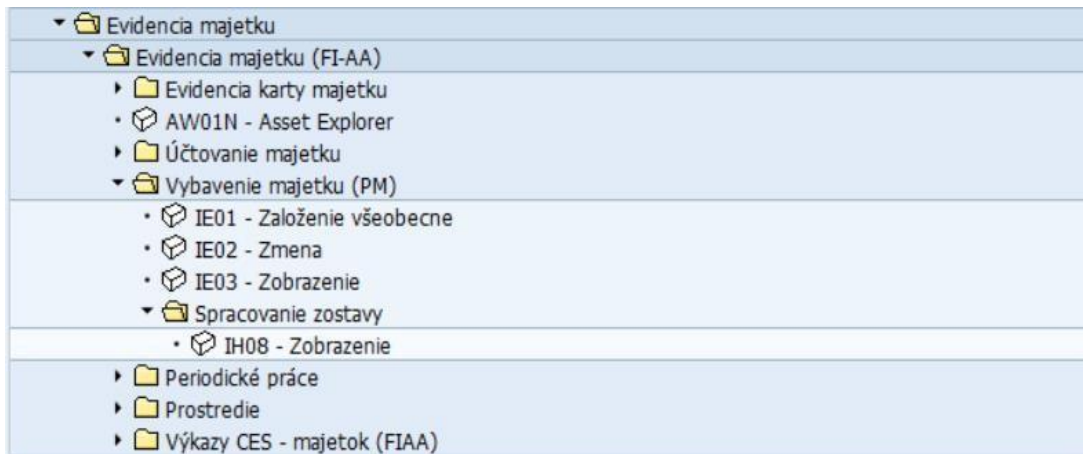 Evidencia majetku
Evidencia majetku (FI-AA)
Evidencia karty majetku
AW01N - Asset Explorer
Účtovanie majetku
Vybavenie majetku (PM)
IE01 - Založenie všeobecne
IE02 - Zmena
IE03 - Zobrazenie
Spracovanie zostavy
IH08 - Zobrazenie
Periodické práce
Prostredie
Výkazy CES - majetok (FIAA)